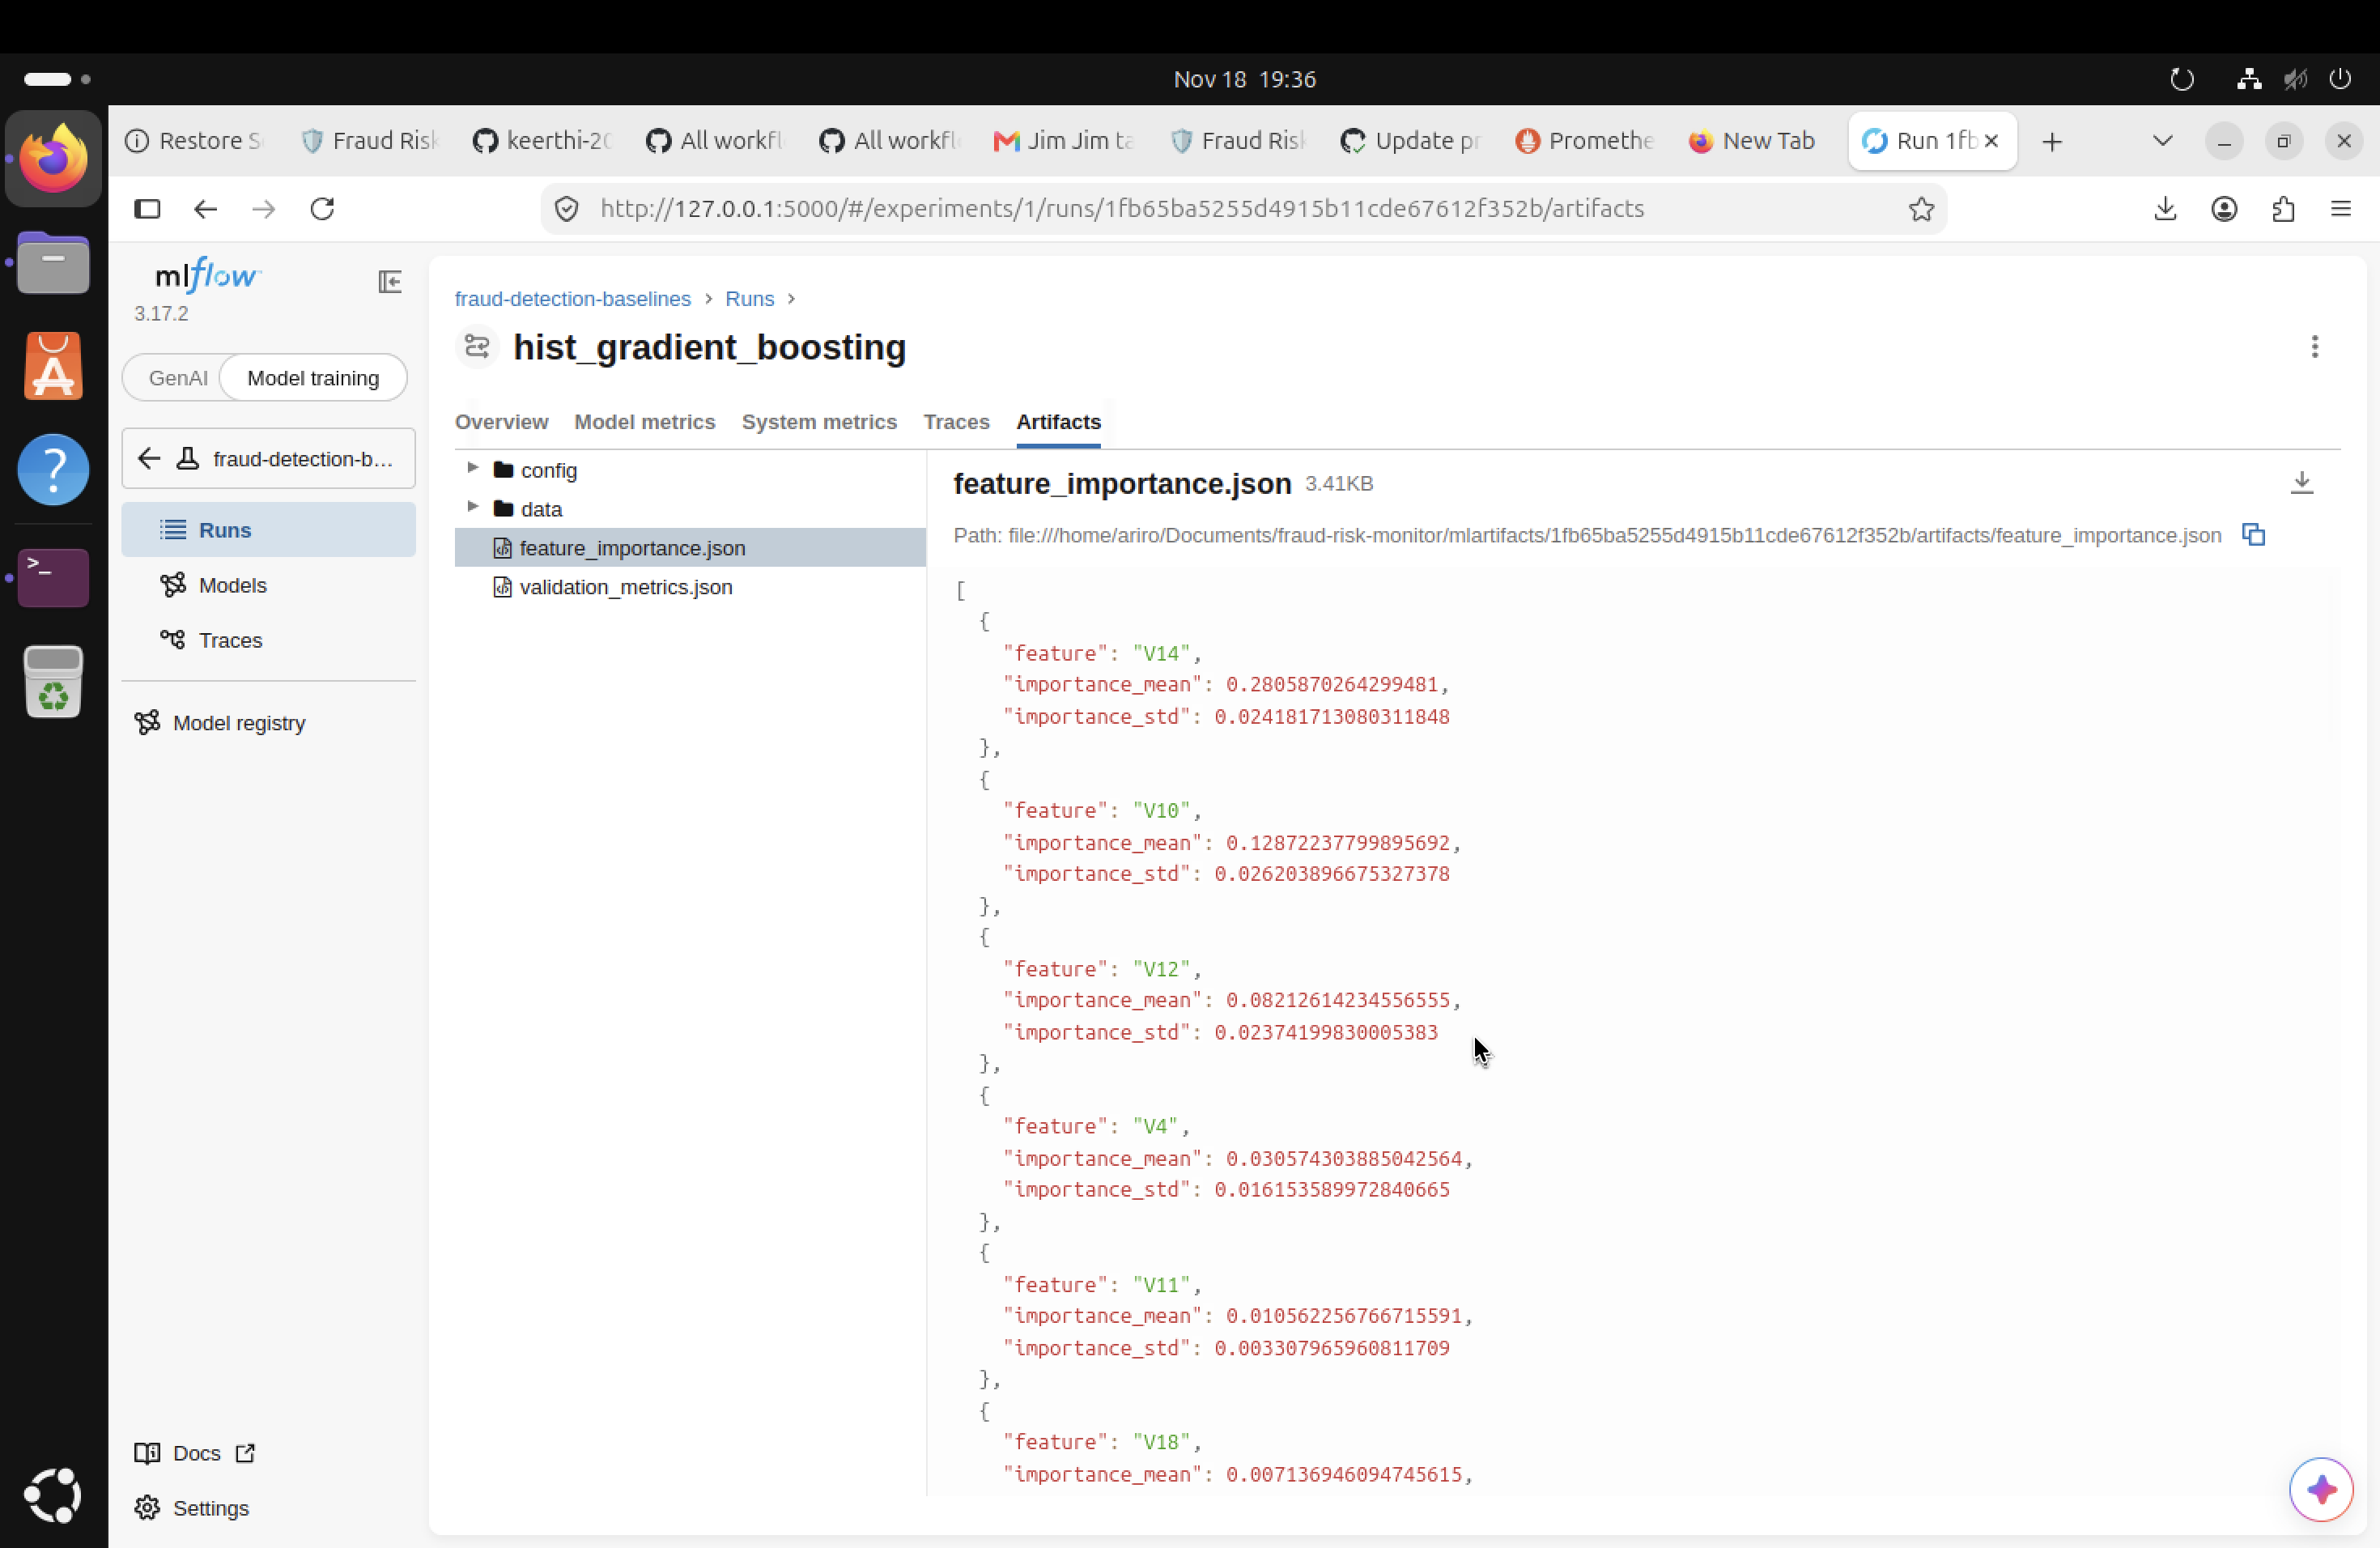 Nov 18 19:36
Restore S
Fraud Risk
keerthi-20
All workfl
All workfl
Jim Jim ta
Fraud Risk
Update pr
Promethe
New Tab
Run 1fb
http://127.0.0.1:5000/#/experiments/1/runs/1fb65ba5255d4915b11cde67612f352b/artifacts
mlflow
3.17.2
GenAI
Model training
fraud-detection-b...
Runs
Models
Traces
Model registry
Docs
Settings
fraud-detection-baselines > Runs >
hist_gradient_boosting
Overview
Model metrics
System metrics
Traces
Artifacts
config
data
feature_importance.json
validation_metrics.json
feature_importance.json 3.41KB
Path: file:///home/ariro/Documents/fraud-risk-monitor/mlartifacts/1fb65ba5255d4915b11cde67612f352b/artifacts/feature_importance.json
[
{
"feature": "V14",
"importance_mean": 0.2805870264299481,
"importance_std": 0.024181713080311848
},
{
"feature": "V10",
"importance_mean": 0.12872237799895692,
"importance_std": 0.026203896675327378
},
{
"feature": "V12",
"importance_mean": 0.08212614234556555,
"importance_std": 0.02374199830005383
},
{
"feature": "V4",
"importance_mean": 0.030574303885042564,
"importance_std": 0.016153589972840665
},
{
"feature": "V11",
"importance_mean": 0.010562256766715591,
"importance_std": 0.003307965960811709
},
{
"feature": "V18",
"importance_mean": 0.007136946094745615,